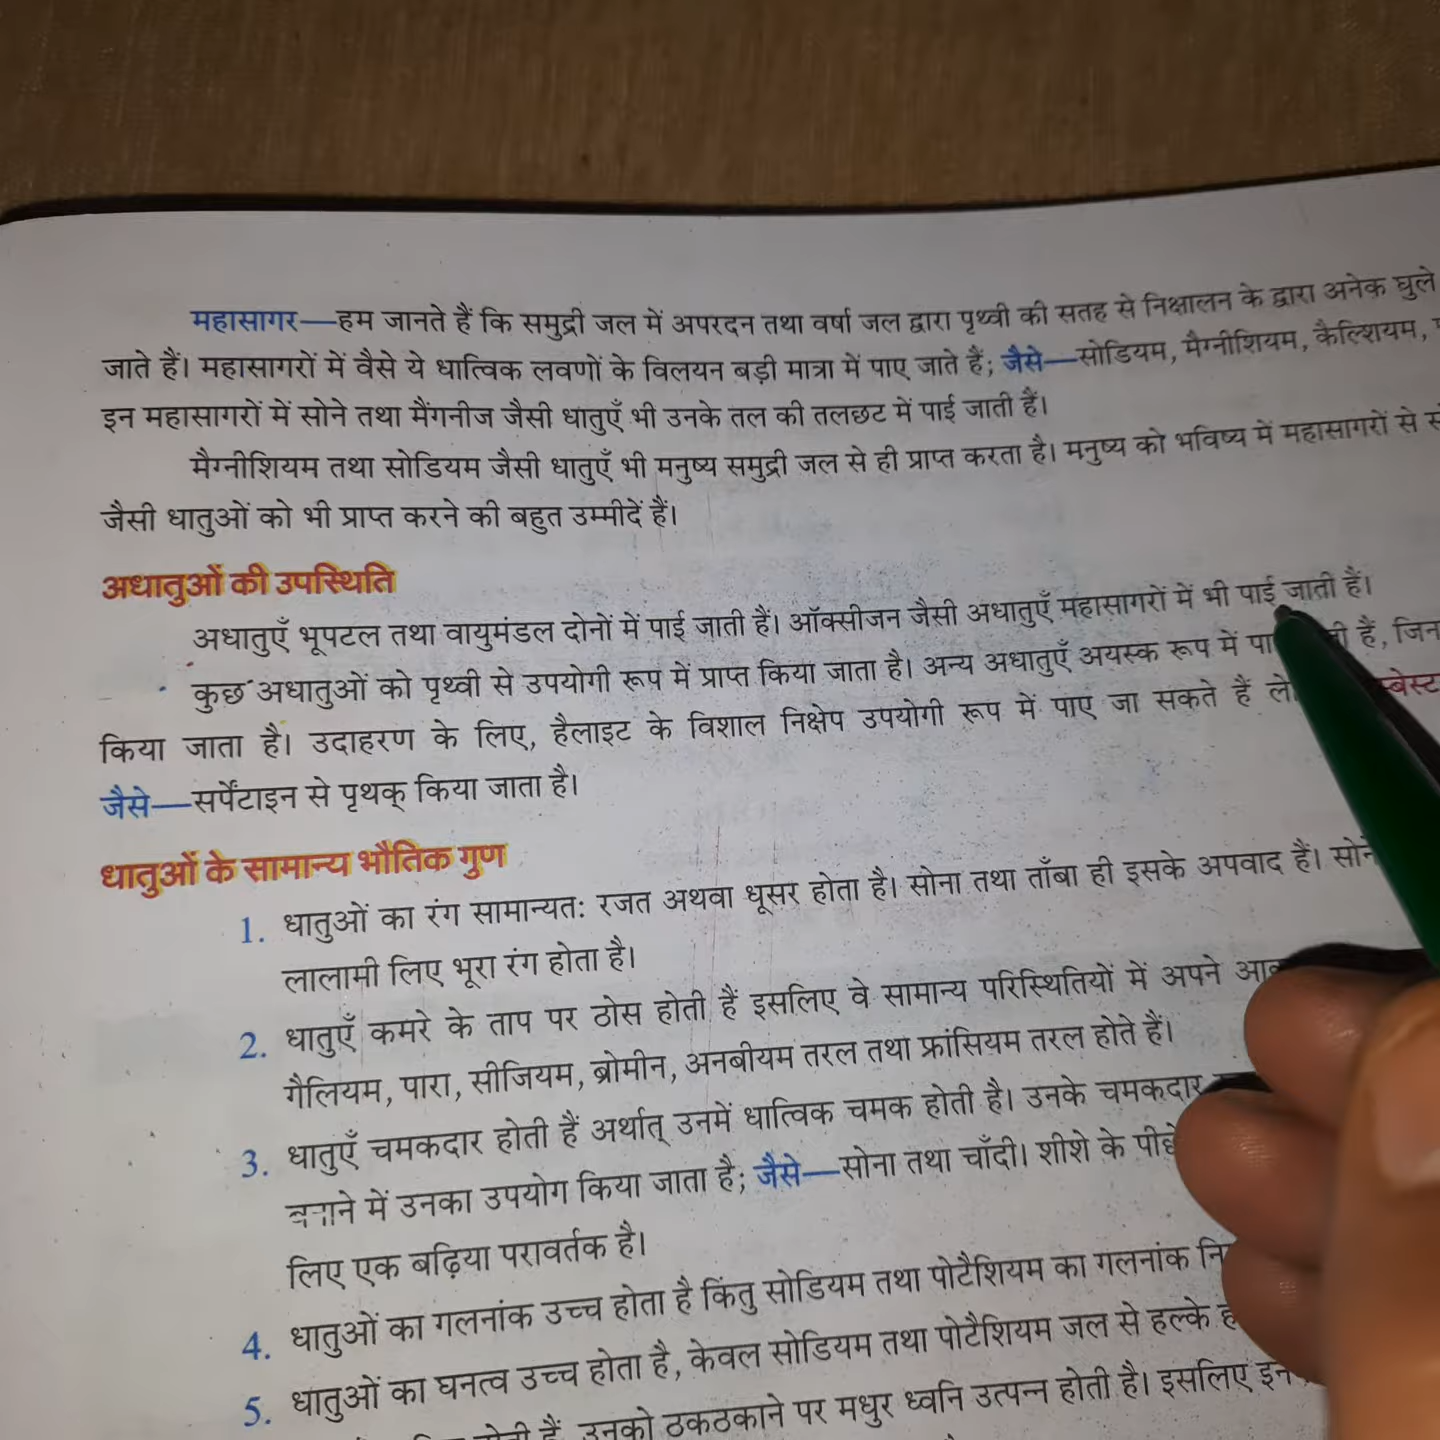 महासागर—हम जानते हैं कि समुद्री जल में अपरदन तथा वर्षा जल द्वारा पृथ्वी की सतह से निक्षालन के द्वारा अनेक घुले
जाते हैं। महासागरों में वैसे ये धात्विक लवणों के विलयन बड़ी मात्रा में पाए जाते हैं; जैसे—सोडियम, मैग्नीशियम, कैल्शियम,
इन महासागरों में सोने तथा मैंगनीज जैसी धातुएँ भी उनके तल की तलछट में पाई जाती हैं।
मैग्नीशियम तथा सोडियम जैसी धातुएँ भी मनुष्य समुद्री जल से ही प्राप्त करता है। मनुष्य को भविष्य में महासागरों से
जैसी धातुओं को भी प्राप्त करने की बहुत उम्मीदें हैं।
अधातुओं की उपस्थिति
अधातुएँ भूपटल तथा वायुमंडल दोनों में पाई जाती हैं। ऑक्सीजन जैसी अधातुएँ महासागरों में भी पाई जाती हैं।
कुछ अधातुओं को पृथ्वी से उपयोगी रूप में प्राप्त किया जाता है। अन्य अधातुएँ अयस्क रूप में हैं,
किया जाता है। उदाहरण के लिए, हैलाइट के विशाल निक्षेप उपयोगी रूप में पाए जा सकते हैं
जैसे—सर्पेंटाइन से पृथक् किया जाता है।
धातुओं के सामान्य भौतिक गुण
1. धातुओं का रंग सामान्यत: रजत अथवा धूसर होता है। सोना तथा ताँबा ही इसके अपवाद हैं।
लालामी लिए भूरा रंग होता है।
2. धातुएँ कमरे के ताप पर ठोस होती हैं इसलिए वे सामान्य परिस्थितियों में अपने
गैलियम, पारा, सीजियम, ब्रोमीन, अनबीयम तरल तथा फ्रांसियम तरल होते हैं।
3. धातुएँ चमकदार होती हैं अर्थात् उनमें धात्विक चमक होती है। उनके चमकदार
बनाने में उनका उपयोग किया जाता है; जैसे—सोना तथा चाँदी। शीशे के
लिए एक बढ़िया परावर्तक है।
4. धातुओं का गलनांक उच्च होता है किंतु सोडियम तथा पोटैशियम का गलनांक
5. धातुओं का घनत्व उच्च होता है, केवल सोडियम तथा पोटैशियम जल से हल्के
उनको ठकठकाने पर मधुर ध्वनि उत्पन्न होती है। इसलिए